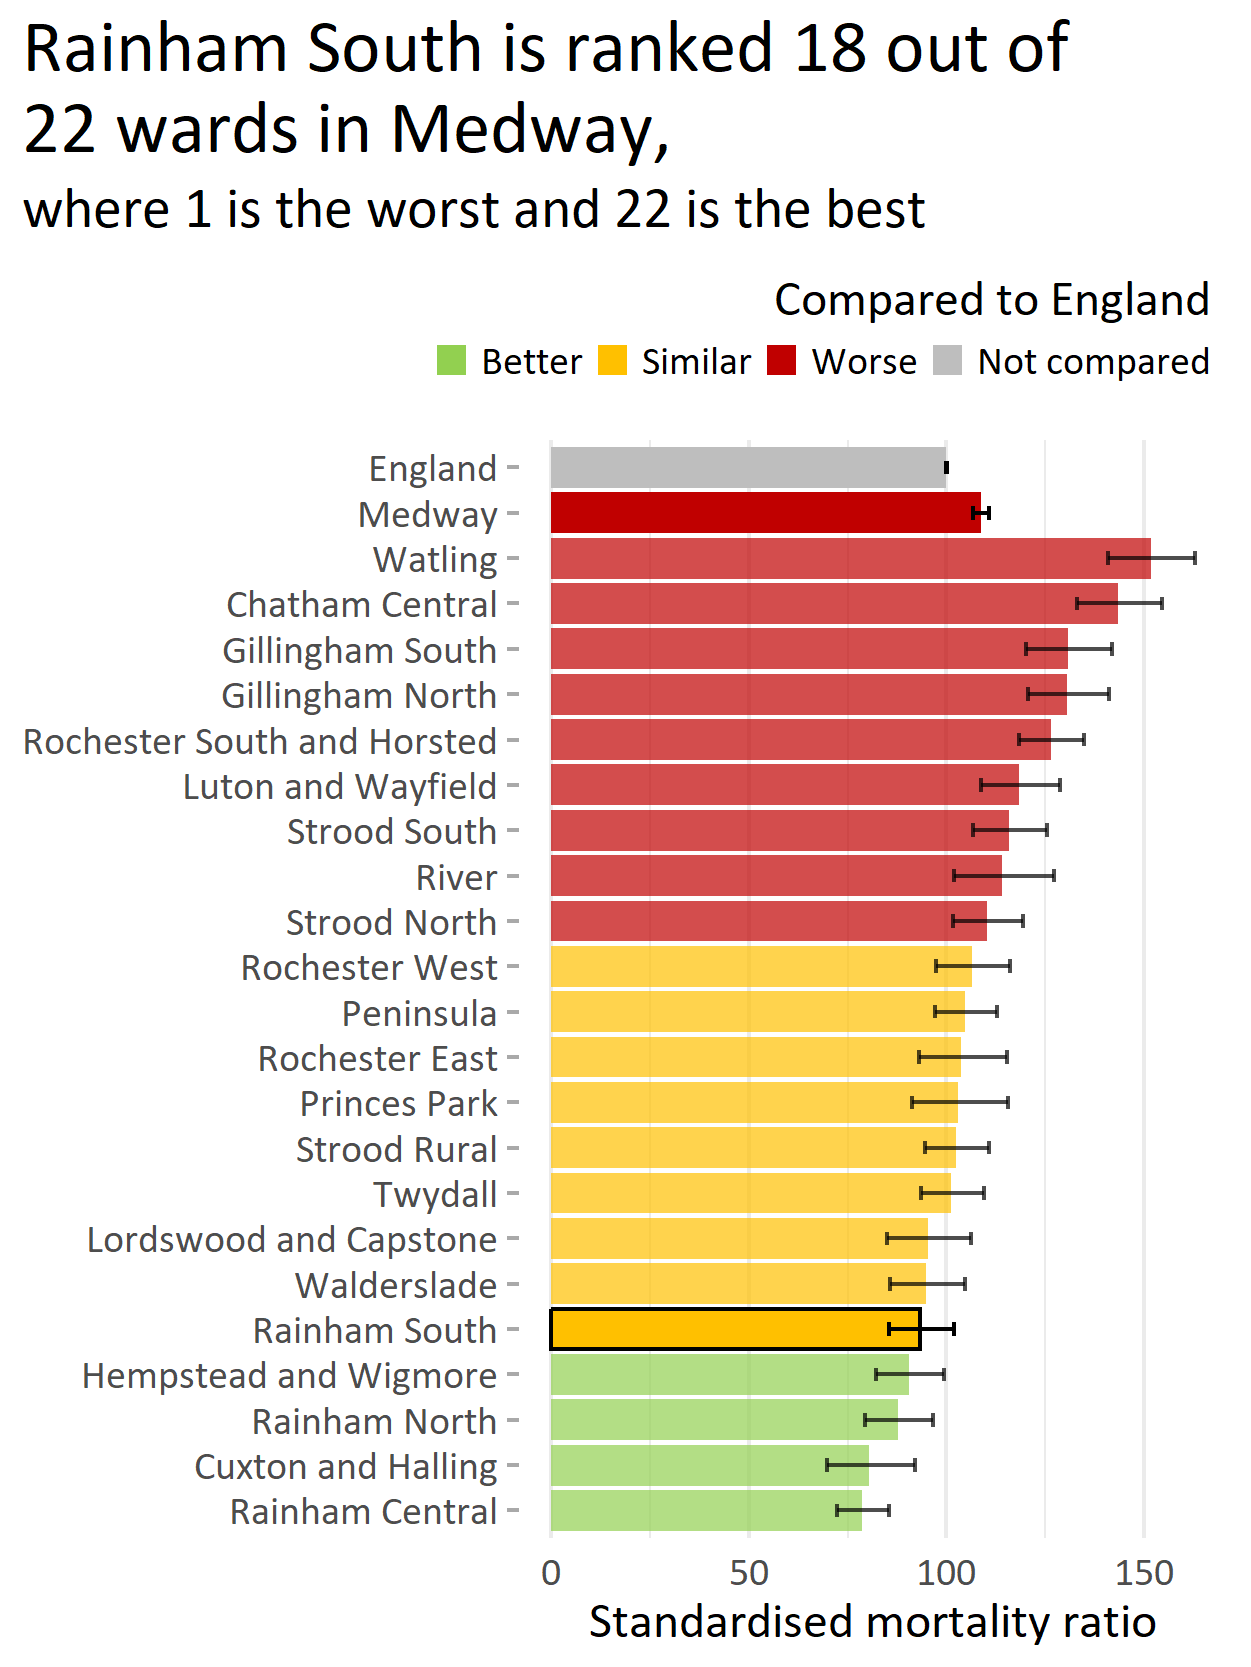 Rainham South is ranked 18 out of
22 wards in Medway,
where 1 is the worst and 22 is the best
Compared to England
Better Similar Worse Not compared
England
Medway
Watling
Chatham Central
Gillingham South
Gillingham North
Rochester South and Horsted
Luton and Wayfield
Strood South
River
Strood North
Rochester West
Peninsula
Rochester East
Princes Park
Strood Rural
Twydall
Lordswood and Capstone
Walderslade
Rainham South
Hempstead and Wigmore
Rainham North
Cuxton and Halling
Rainham Central
0 50 100 150
Standardised mortality ratio